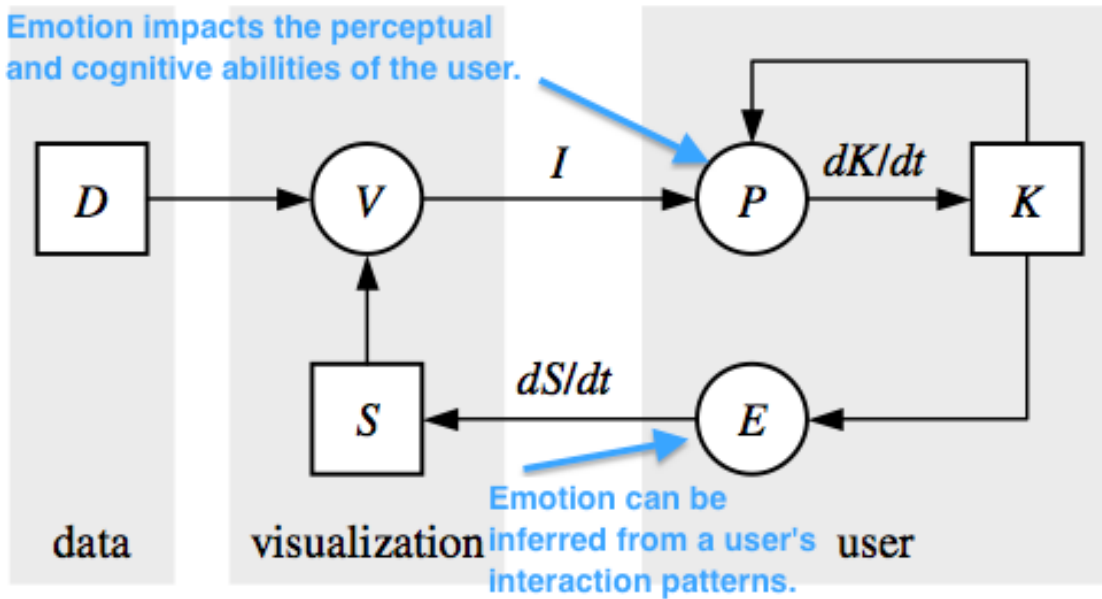 Emotion impacts the perceptual
and cognitive abilities of the user.
D
V
I
P
dK/dt
K
S
dS/dt
E
Emotion can be
inferred from a user's
interaction patterns.
data
visualization
user